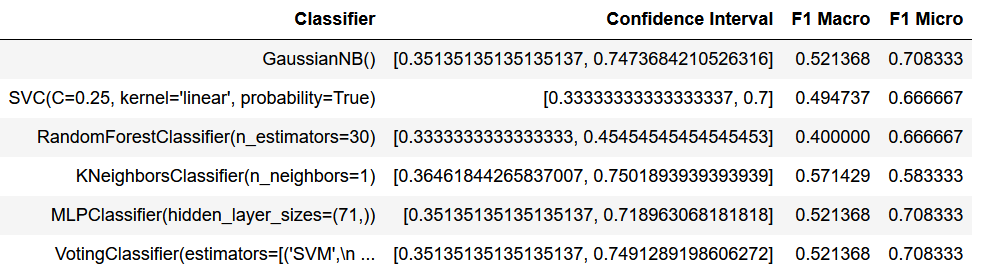 Classifier Confidence Interval F1 Macro F1 Micro
GaussianNB() [0.35135135135135137, 0.7473684210526316] 0.521368 0.708333
SVC(C=0.25, kernel='linear', probability=True) [0.33333333333333337, 0.7] 0.494737 0.666667
RandomForestClassifier(n_estimators=30) [0.3333333333333333, 0.45454545454545453] 0.400000 0.666667
KNeighborsClassifier(n_neighbors=1) [0.36461844265837007, 0.7501893939393939] 0.571429 0.583333
MLPClassifier(hidden_layer_sizes=(71,)) [0.35135135135135137, 0.718963068181818] 0.521368 0.708333
VotingClassifier(estimators=[('SVM',\n ... [0.35135135135135137, 0.7491289198606272] 0.521368 0.708333